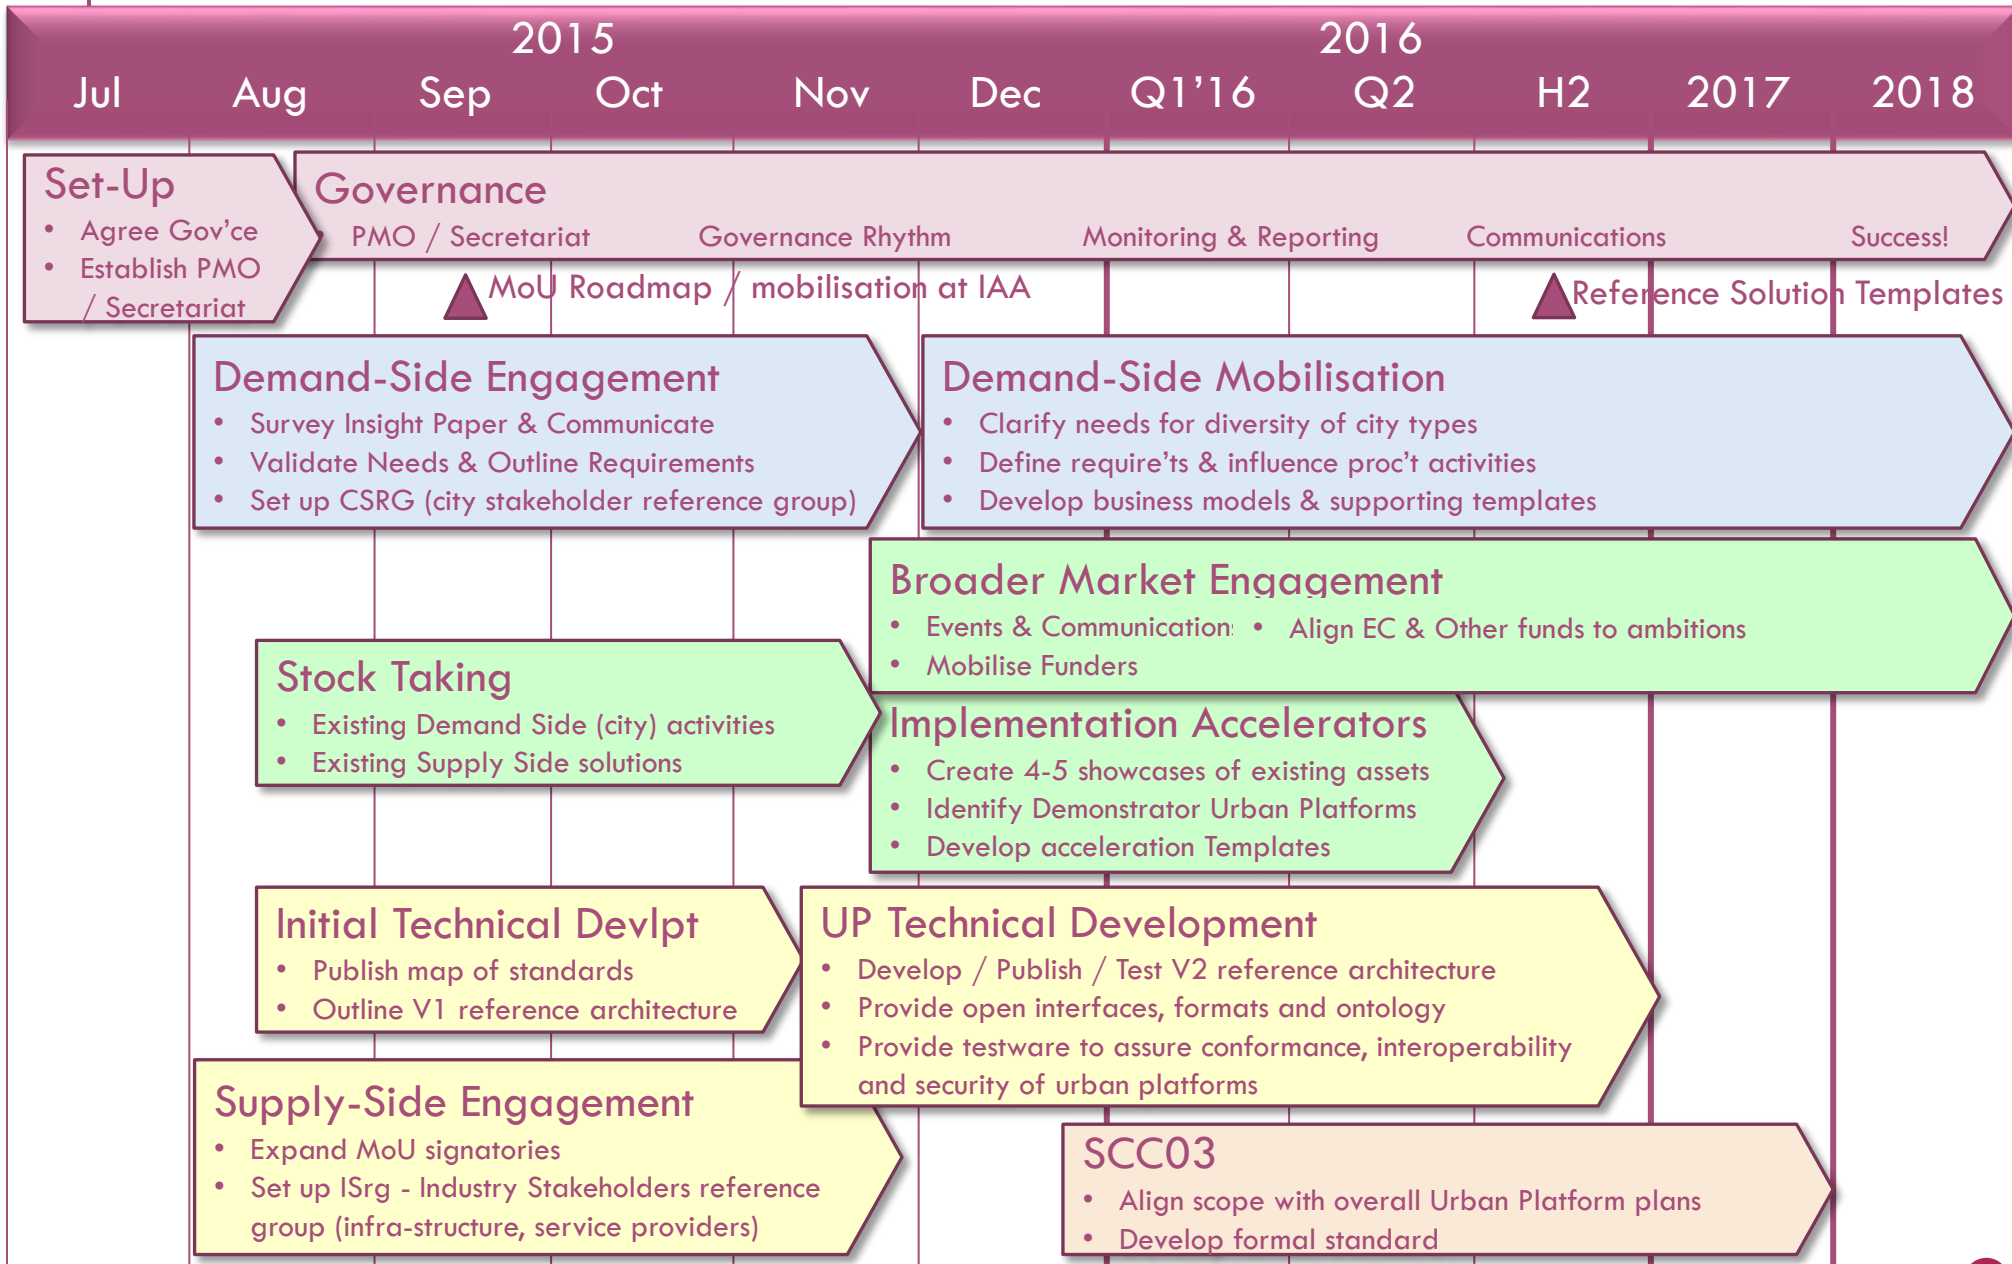 2015
2016
Jul Aug Sep Oct Nov Dec Q1’16 Q2 H2 2017 2018
Set-Up
• Agree Gov’ce
• Establish PMO
/ Secretariat
Governance
PMO / Secretariat Governance Rhythm Monitoring & Reporting Communications Success!
MoU Roadmap / mobilisation at IAA
Reference Solution Templates
Demand-Side Engagement
• Survey Insight Paper & Communicate
• Validate Needs & Outline Requirements
• Set up CSRG (city stakeholder reference group)
Demand-Side Mobilisation
• Clarify needs for diversity of city types
• Define require’ts & influence proc’t activities
• Develop business models & supporting templates
Broader Market Engagement
• Events & Communication
• Mobilise Funders
• Align EC & Other funds to ambitions
Stock Taking
• Existing Demand Side (city) activities
• Existing Supply Side solutions
Implementation Accelerators
• Create 4-5 showcases of existing assets
• Identify Demonstrator Urban Platforms
• Develop acceleration Templates
Initial Technical Devlpt
• Publish map of standards
• Outline V1 reference architecture
UP Technical Development
• Develop / Publish / Test V2 reference architecture
• Provide open interfaces, formats and ontology
• Provide testware to assure conformance, interoperability
and security of urban platforms
Supply-Side Engagement
• Expand MoU signatories
• Set up ISrg - Industry Stakeholders reference
group (infra-structure, service providers)
SCC03
• Align scope with overall Urban Platform plans
• Develop formal standard